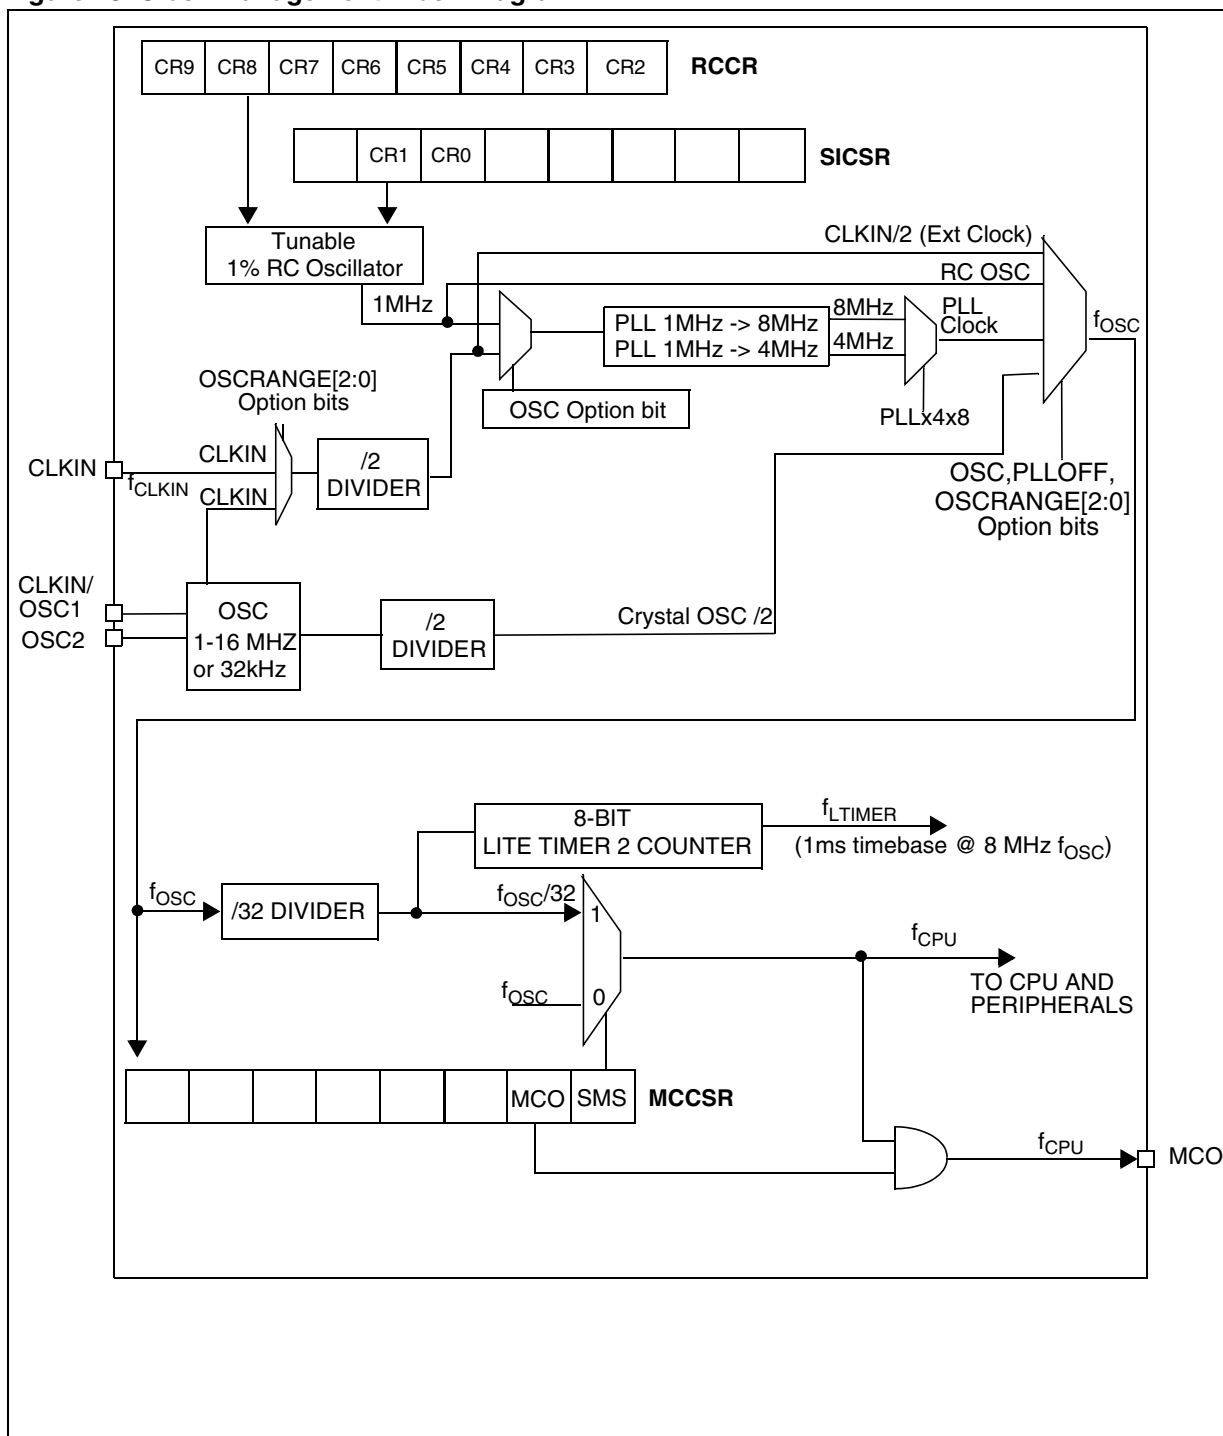 CR9 CR8 CR7 CR6 CR5 CR4 CR3 CR2 RCCR
CR1 CR0 SICSR
Tunable
1% RC Oscillator
CLKIN/2 (Ext Clock)
RC OSC
1MHz
PLL 1MHz -> 8MHz
PLL 1MHz -> 4MHz
8MHz
4MHz
PLL
Clock
fOSC
OSC Option bit
PLLx4x8
OSCRANGE[2:0]
Option bits
CLKIN
fCLKIN
CLKIN
CLKIN
/2
DIVIDER
OSC,PLLOFF,
OSCRANGE[2:0]
Option bits
CLKIN/
OSC1
OSC2
OSC
1-16 MHZ
or 32kHz
/2
DIVIDER
Crystal OSC /2
8-BIT
LITE TIMER 2 COUNTER
fLTIMER
(1ms timebase @ 8 MHz fOSC)
fOSC
/32 DIVIDER
fOSC/32
1
fOSC
0
fCPU
TO CPU AND
PERIPHERALS
MCO SMS MCCSR
fCPU
MCO